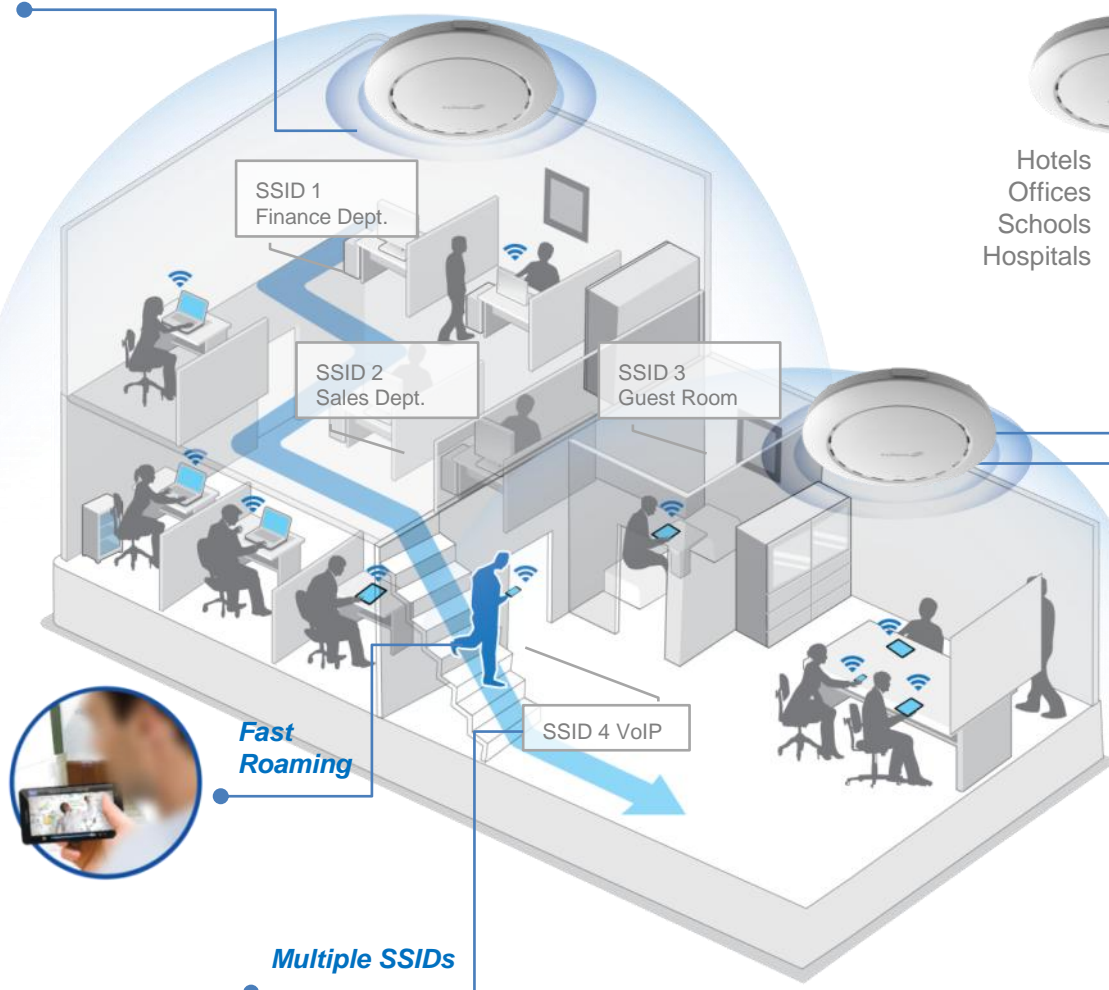 Hotels
Offices
Schools
Hospitals
SSID 1
Finance Dept.
SSID 2
Sales Dept.
SSID 3
Guest Room
Fast
Roaming
SSID 4 VoIP
Multiple SSIDs